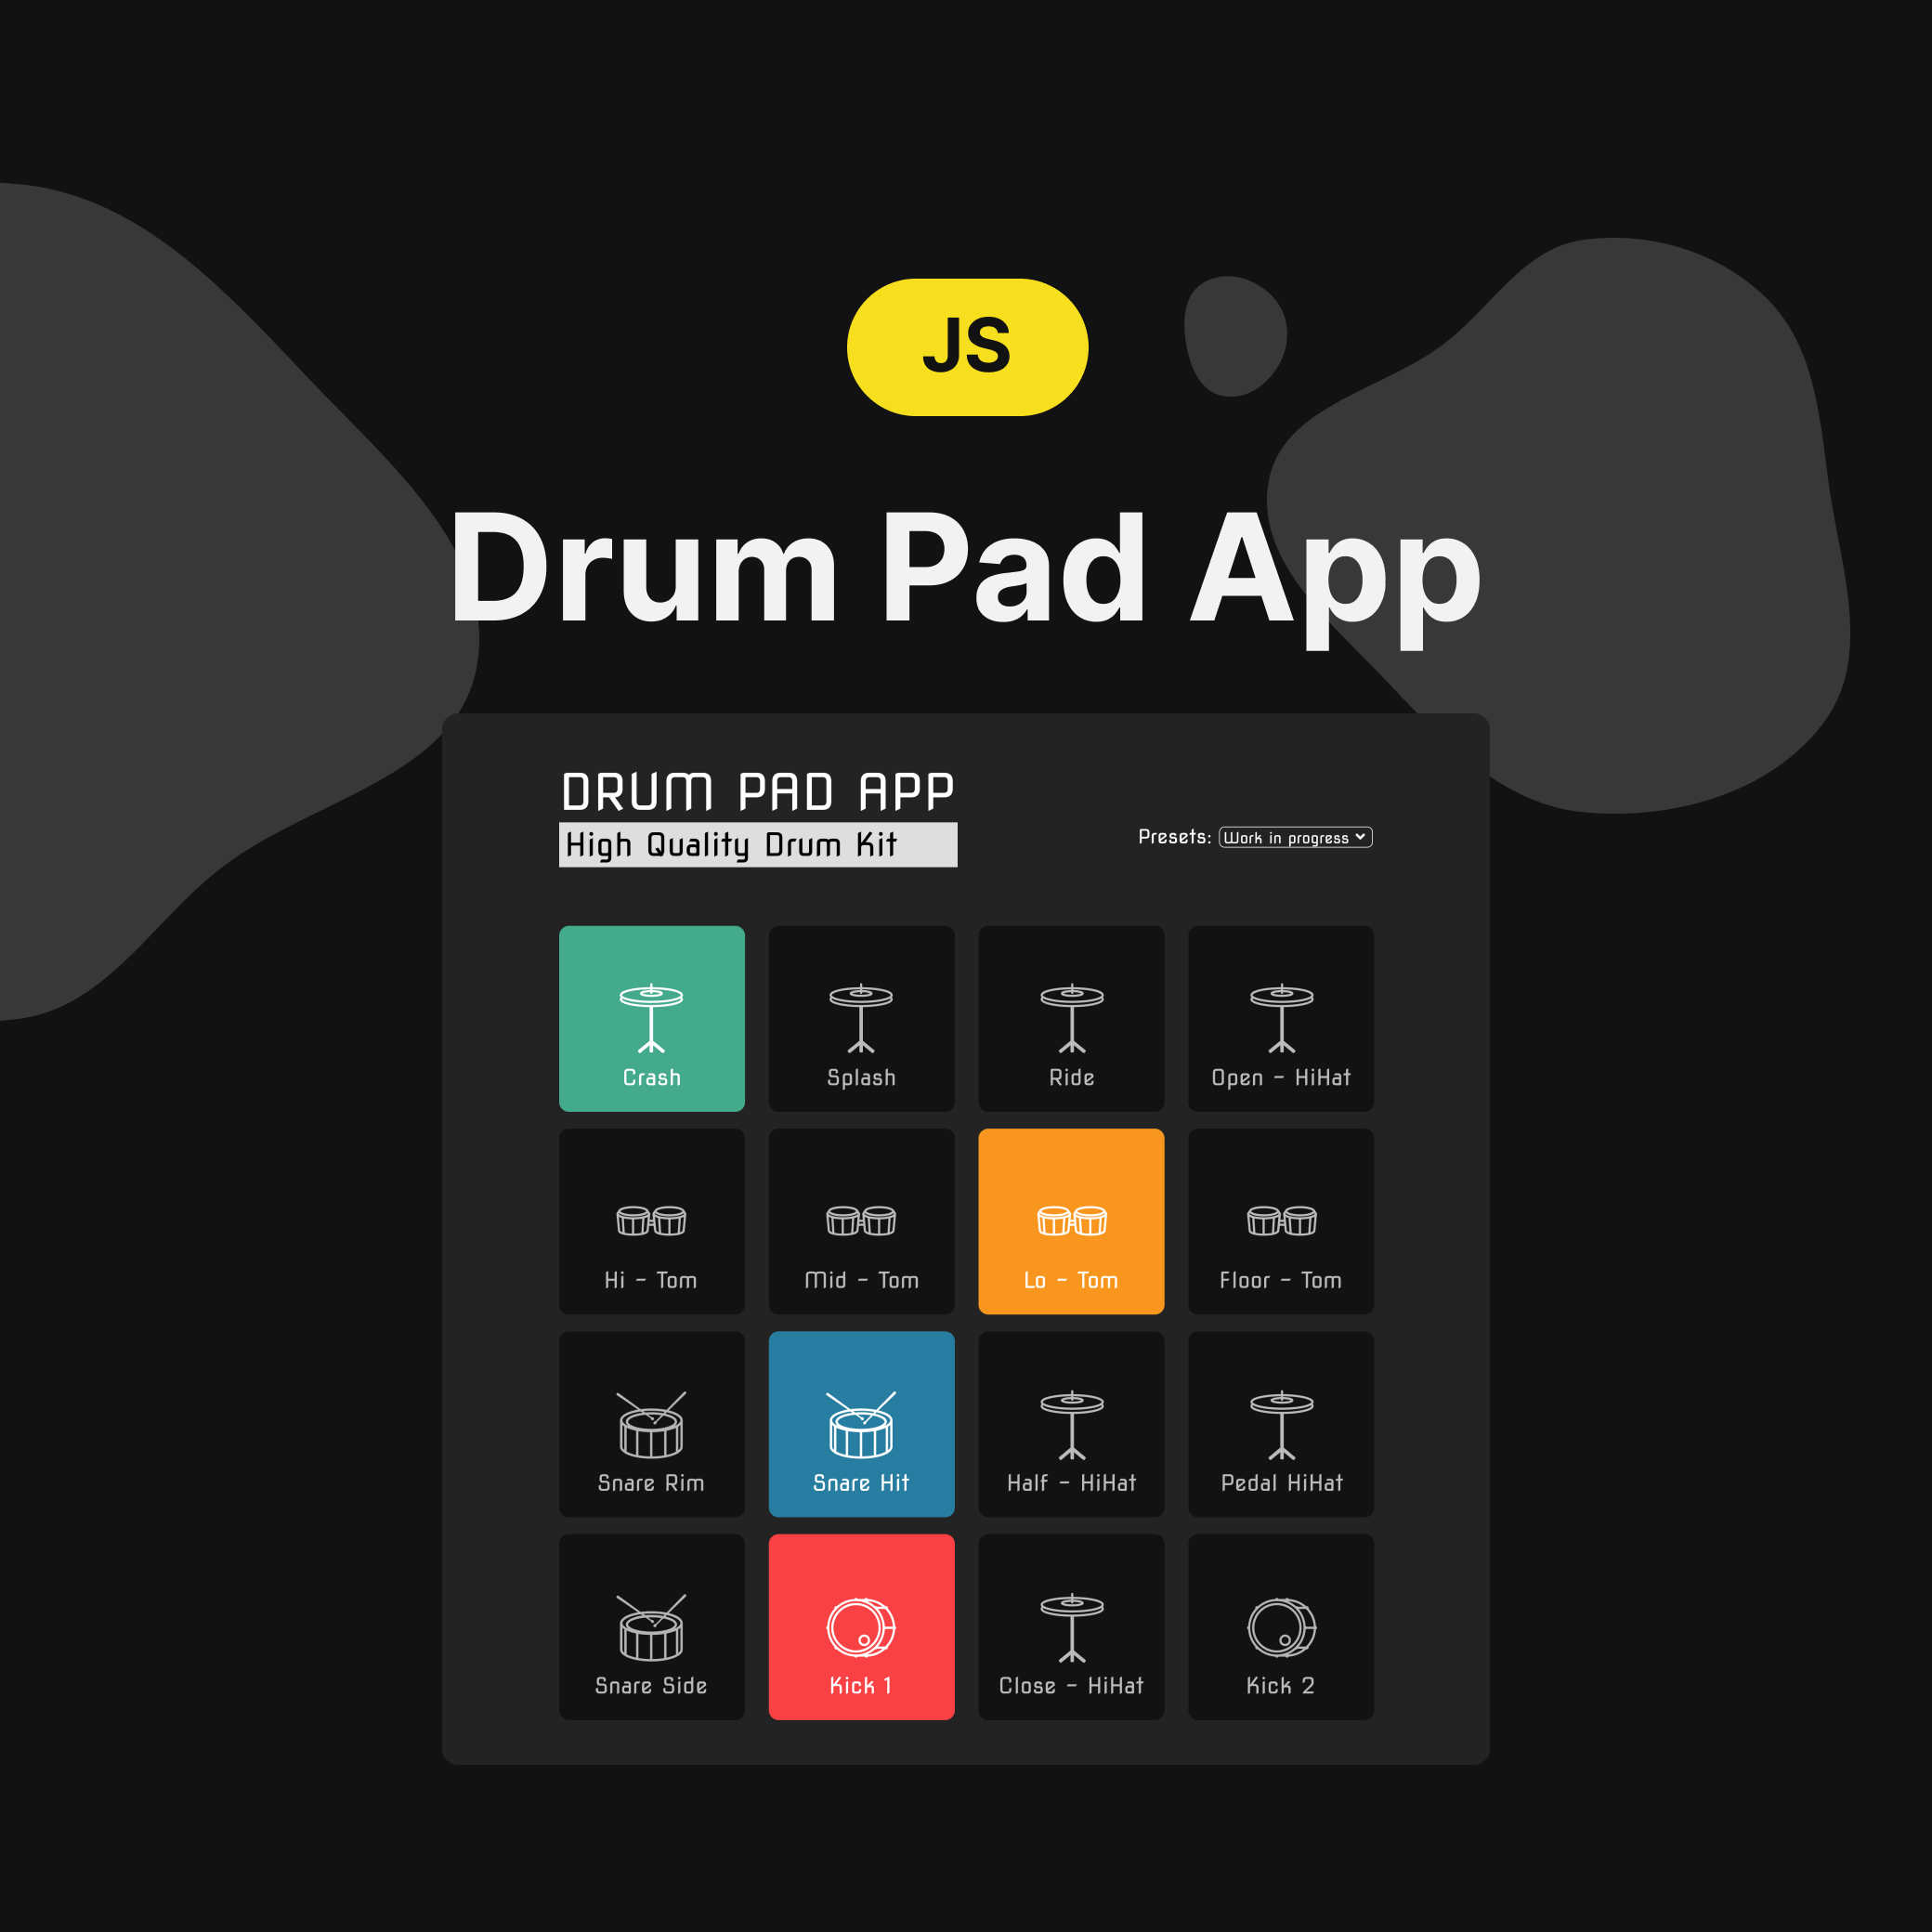 JS
Drum Pad App
DRUM PAD APP
High Quality Drum Kit
Presets: Work in progress
Crash
Splash
Ride
Open - HiHat
Hi - Tom
Mid - Tom
Lo - Tom
Floor - Tom
Snare Rim
Snare Hit
Half - HiHat
Pedal HiHat
Snare Side
Kick 1
Close - HiHat
Kick 2